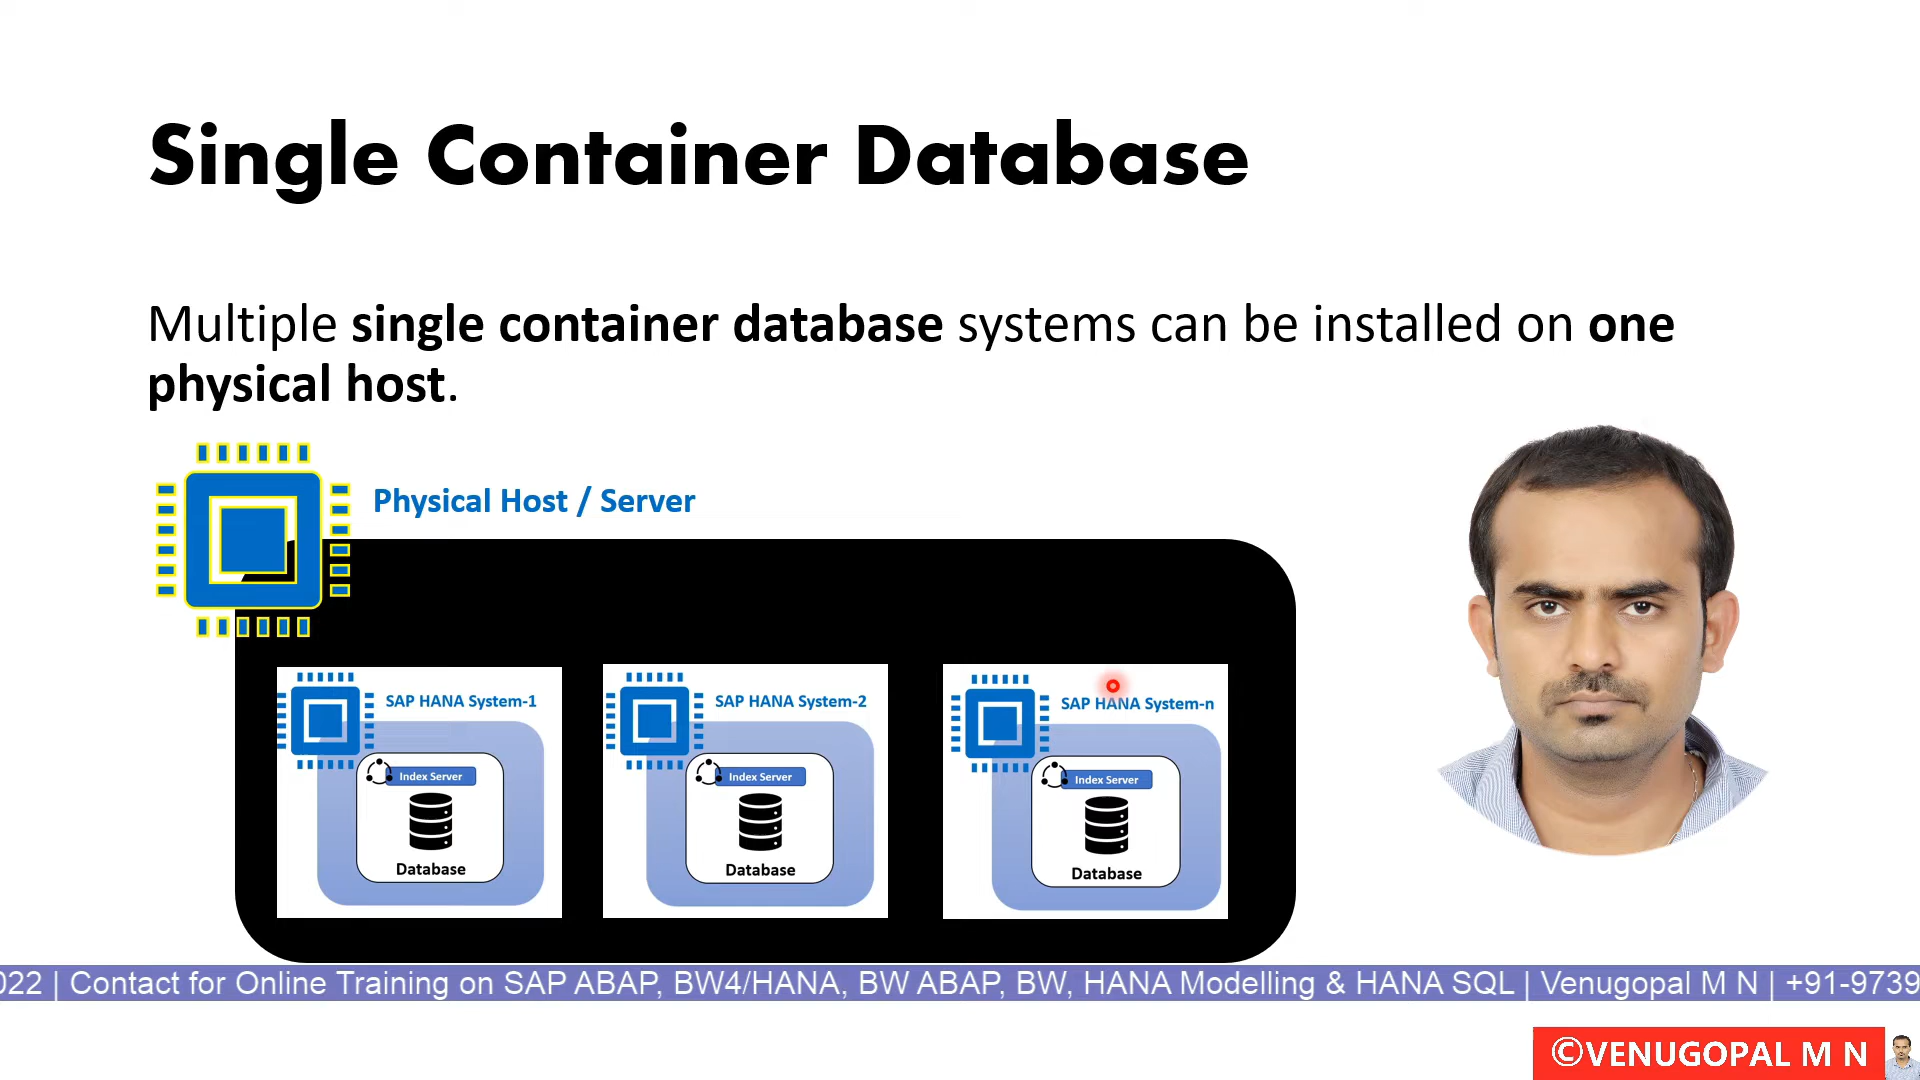 Single Container Database
Multiple single container database systems can be installed on one
physical host.
Physical Host / Server
SAP HANA System-1
Index Server
Database
SAP HANA System-2
Index Server
Database
SAP HANA System-n
Index Server
Database
022 | Contact for Online Training on SAP ABAP, BW4/HANA, BW ABAP, BW, HANA Modelling & HANA SQL | Venugopal M N | +91-9739
©VENUGOPAL M N